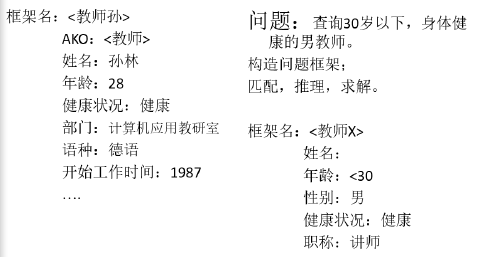 框架名：<教师孙>
AKO：<教师>
姓名：孙林
年龄：28
健康状况：健康
部门：计算机应用教研室
语种：德语
开始工作时间：1987
….
问题：查询30岁以下，身体健
康的男教师。
构造问题框架；
匹配，推理，求解。
框架名：<教师X>
姓名：
年龄：<30
性别：男
健康状况：健康
职称：讲师